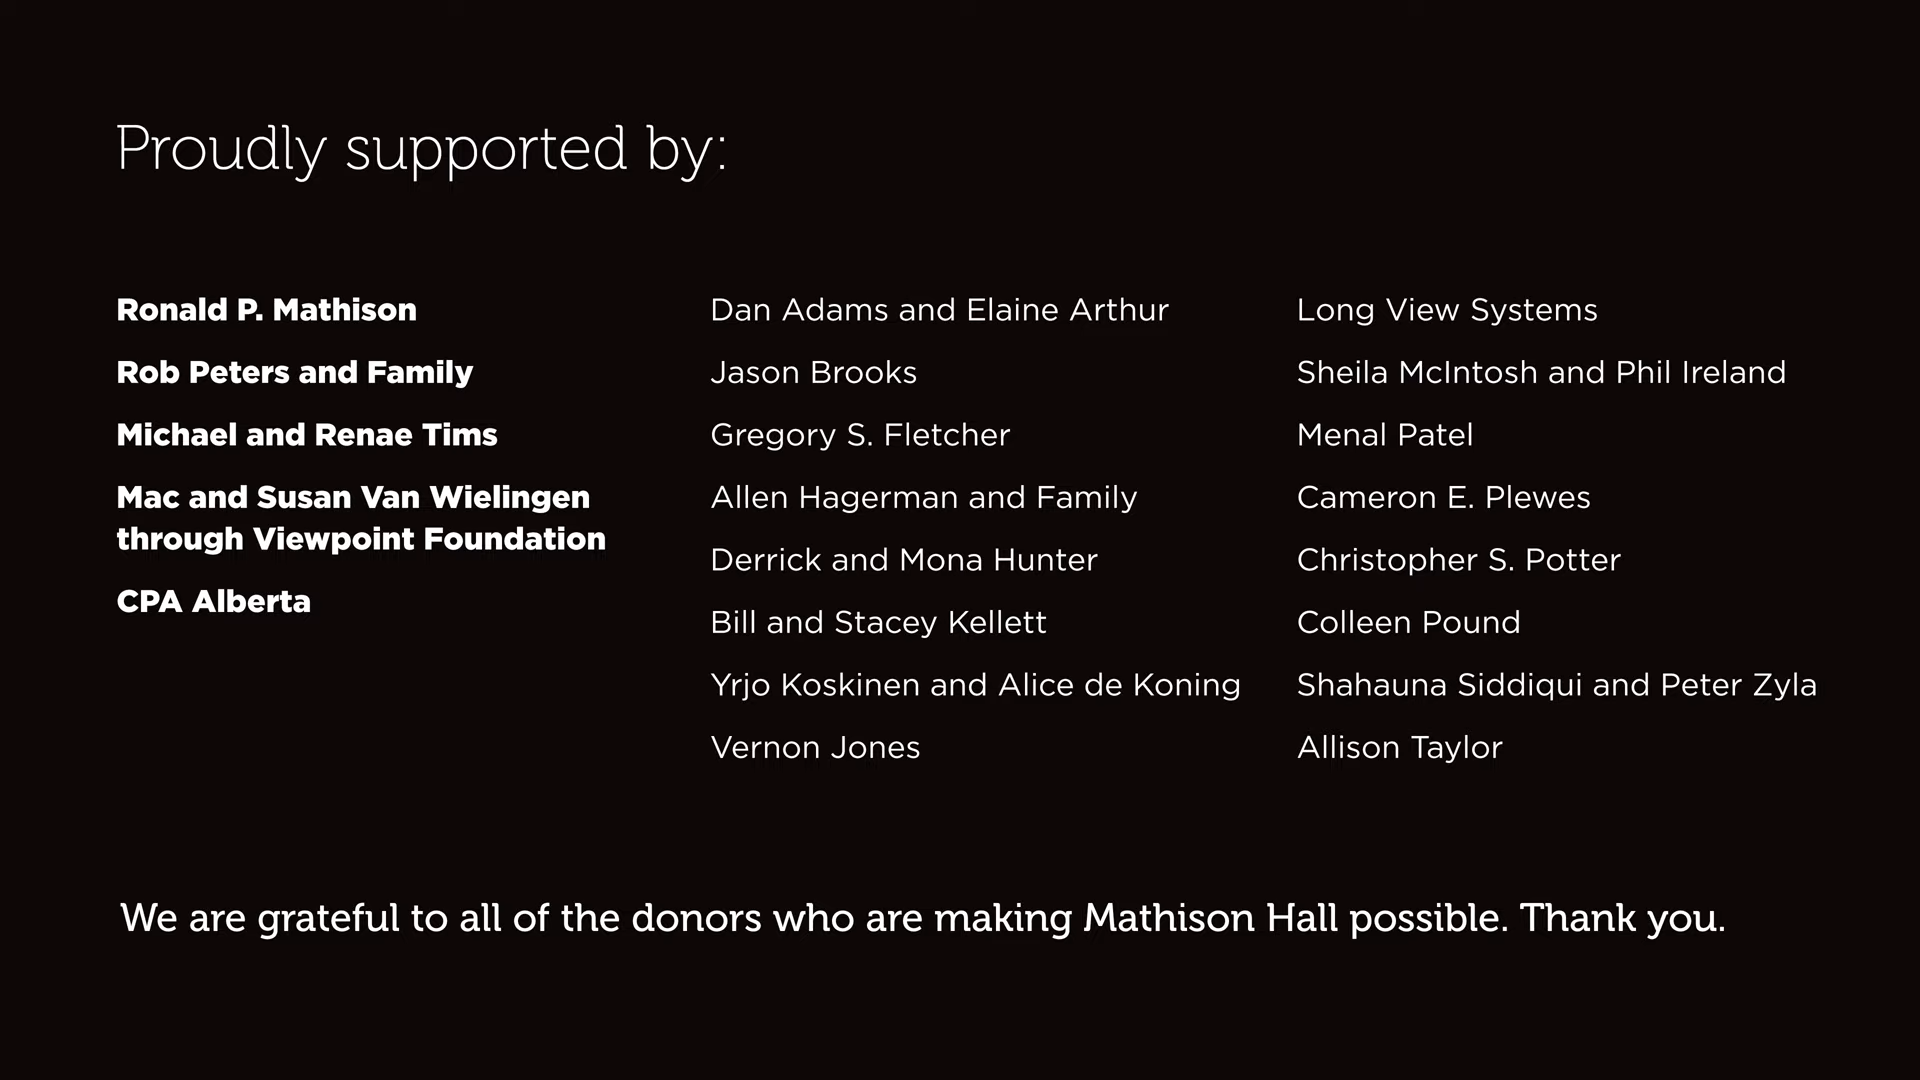 Proudly supported by:
Ronald P. Mathison
Rob Peters and Family
Michael and Renae Tims
Mac and Susan Van Wielingen
through Viewpoint Foundation
CPA Alberta
Dan Adams and Elaine Arthur
Jason Brooks
Gregory S. Fletcher
Allen Hagerman and Family
Derrick and Mona Hunter
Bill and Stacey Kellett
Yrjo Koskinen and Alice de Koning
Vernon Jones
Long View Systems
Sheila McIntosh and Phil Ireland
Menal Patel
Cameron E. Plewes
Christopher S. Potter
Colleen Pound
Shahauna Siddiqui and Peter Zyla
Allison Taylor
We are grateful to all of the donors who are making Mathison Hall possible. Thank you.